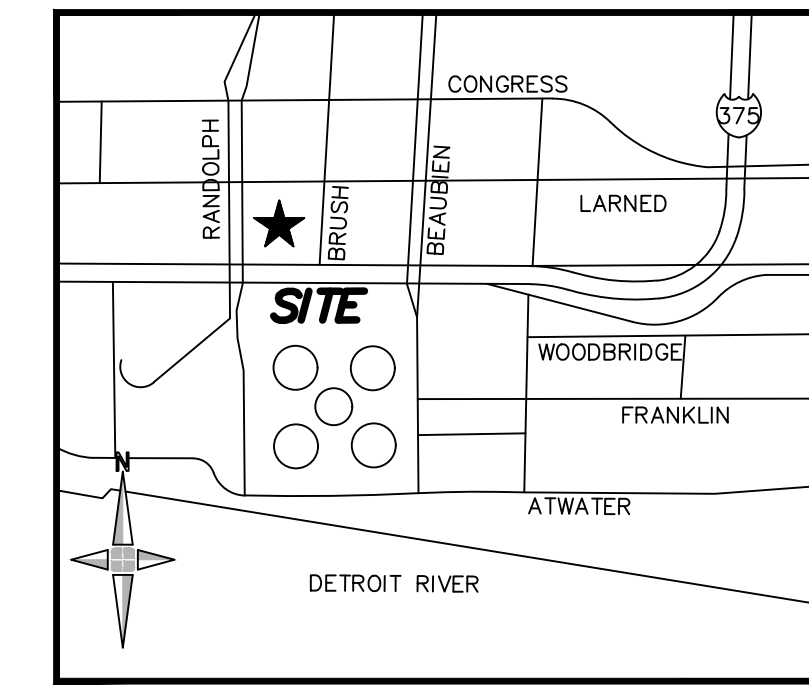 CONGRESS
375
RANDOLPH
BRUSH
BEAUBIEN
LARNED
SITE
WOODBRIDGE
FRANKLIN
N
ATWATER
DETROIT RIVER